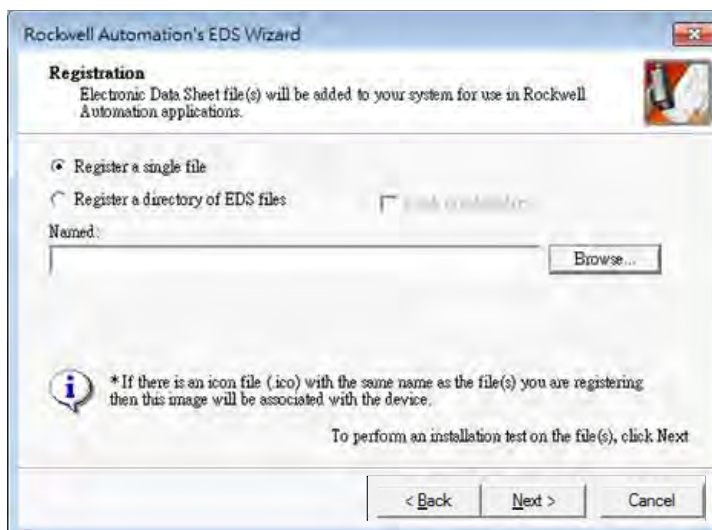 Rockwell Automation's EDS Wizard
Registration
Electronic Data Sheet file(s) will be added to your system for use in Rockwell
Automation applications.
Register a single file
Register a directory of EDS files
Named:
Browse...
*If there is an icon file (.ico) with the same name as the file(s) you are registering
then this image will be associated with the device.
To perform an installation test on the file(s), click Next
< Back
Next >
Cancel